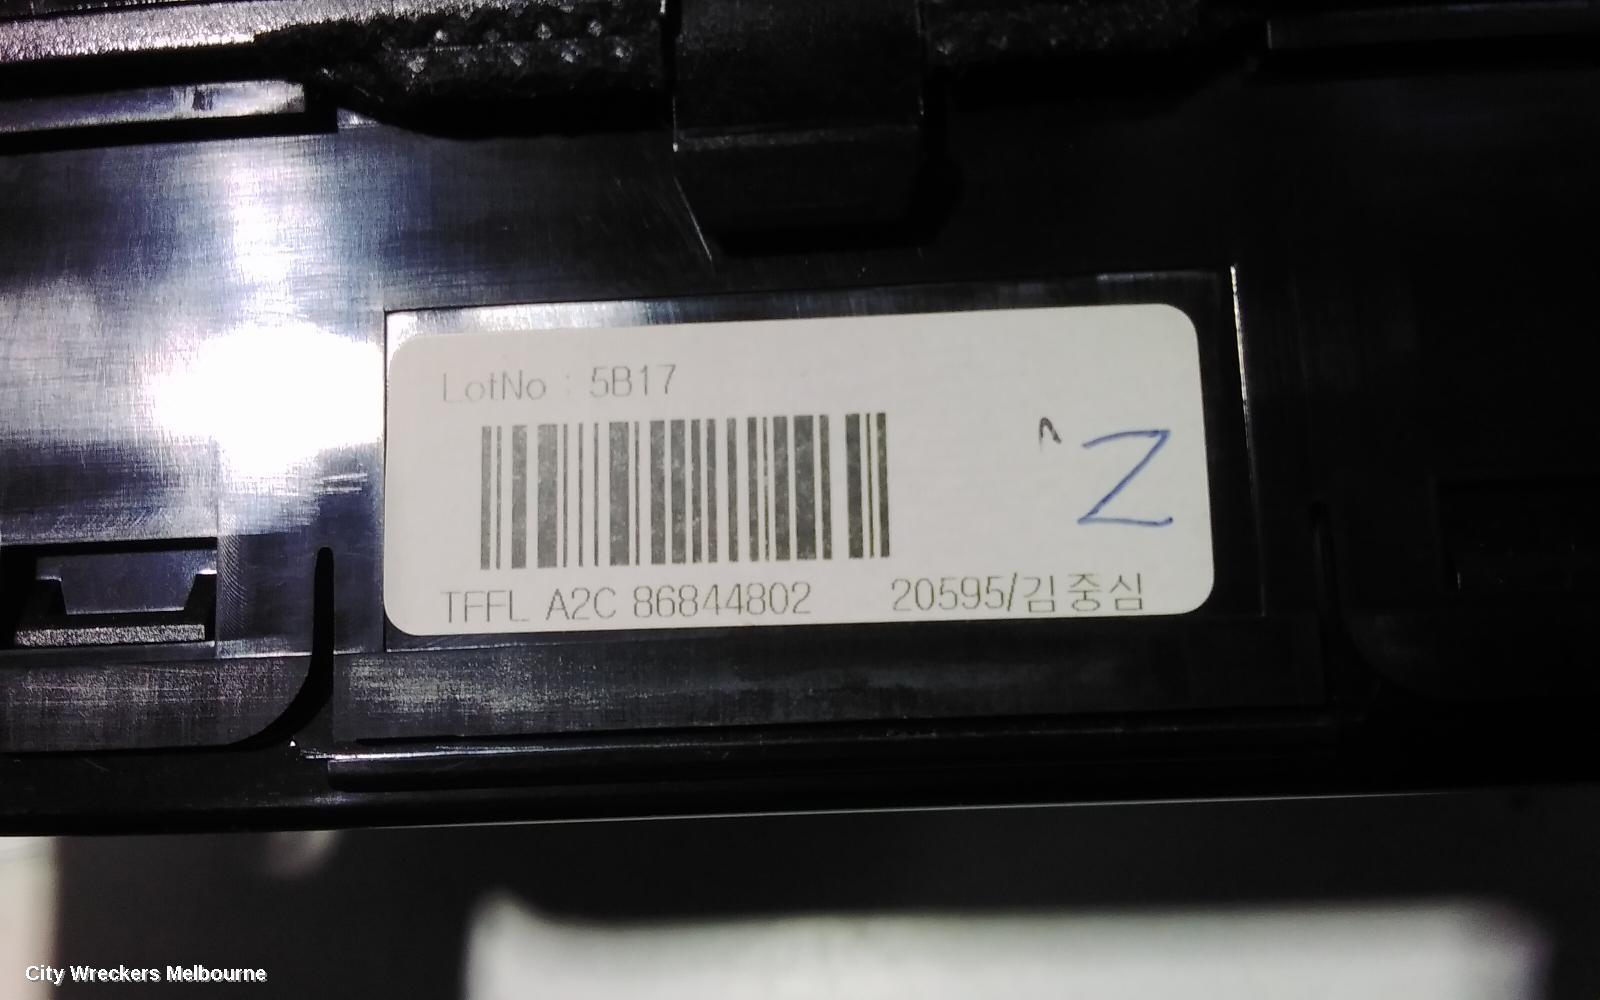 LotNo : 5B17
Z
TFFL A2C 86844802 20595/김중심
City Wreckers Melbourne